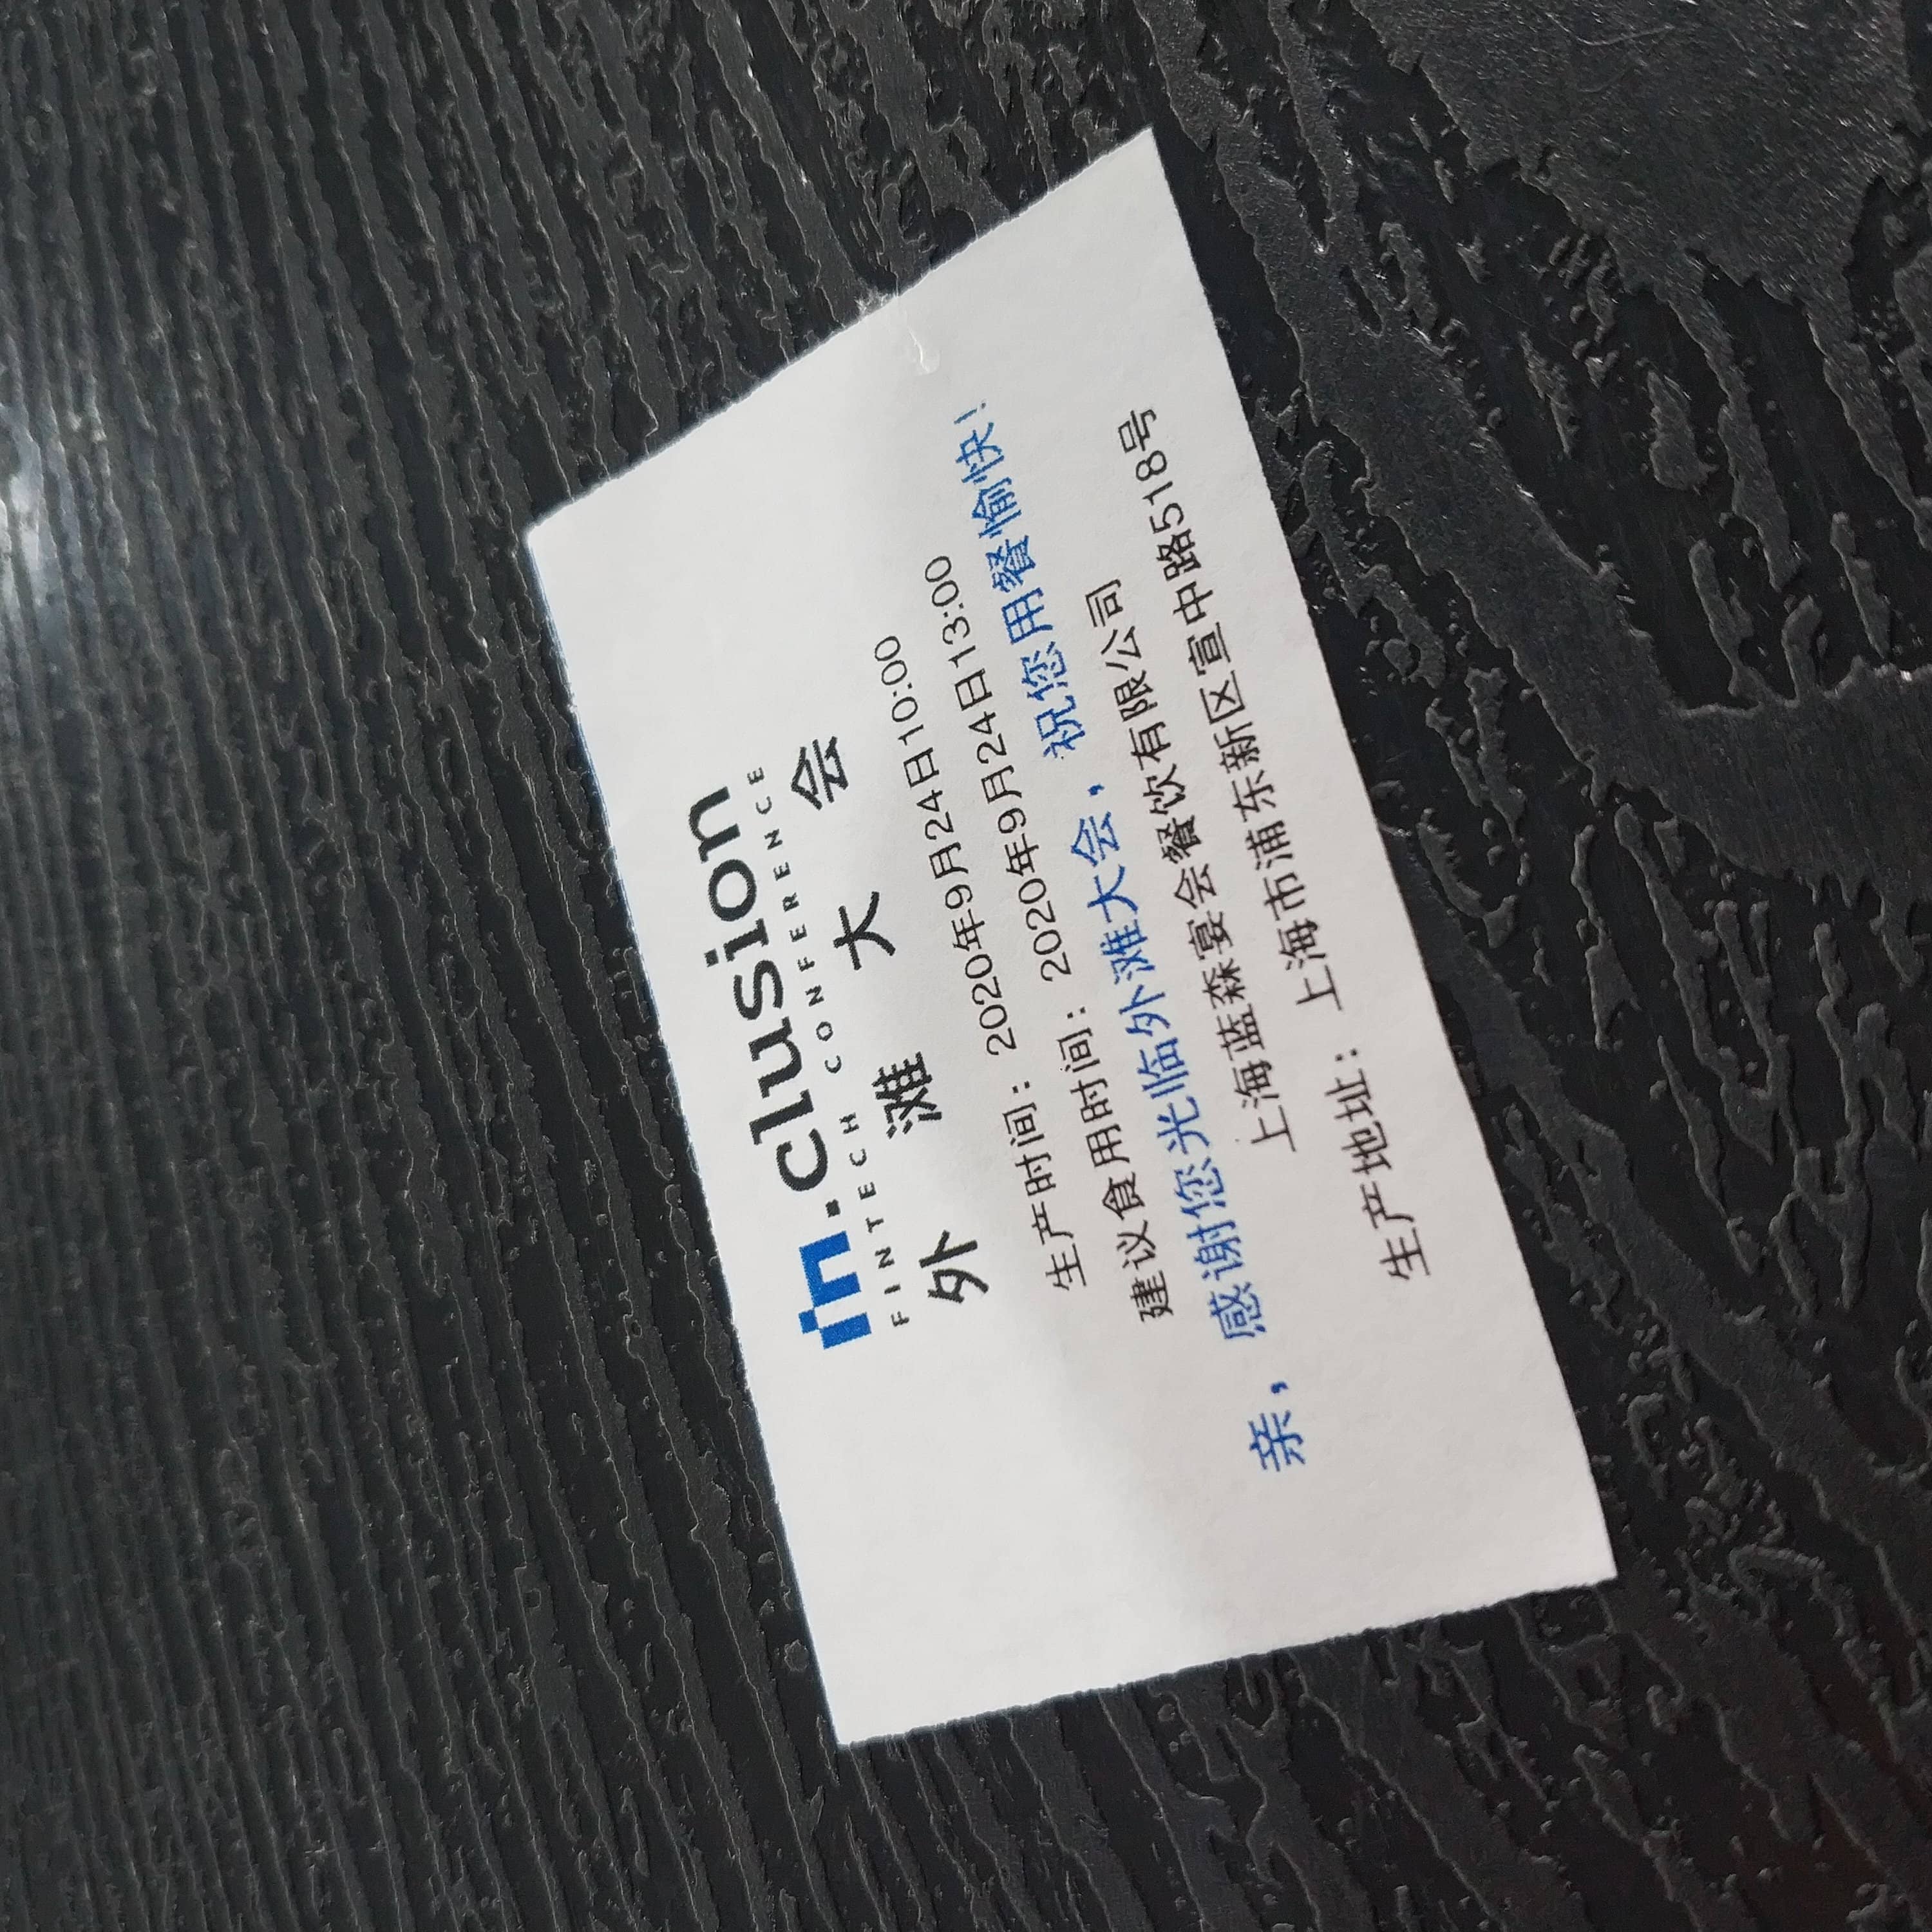 in.clusion
FINTECH CONFERENCE
外滩大会
生产时间：2020年9月24日10:00
建议食用时间：2020年9月24日13:00
亲，感谢您光临外滩大会，祝您用餐愉快！
上海蓝森宴会餐饮有限公司
生产地址：上海市浦东新区宣中路518号